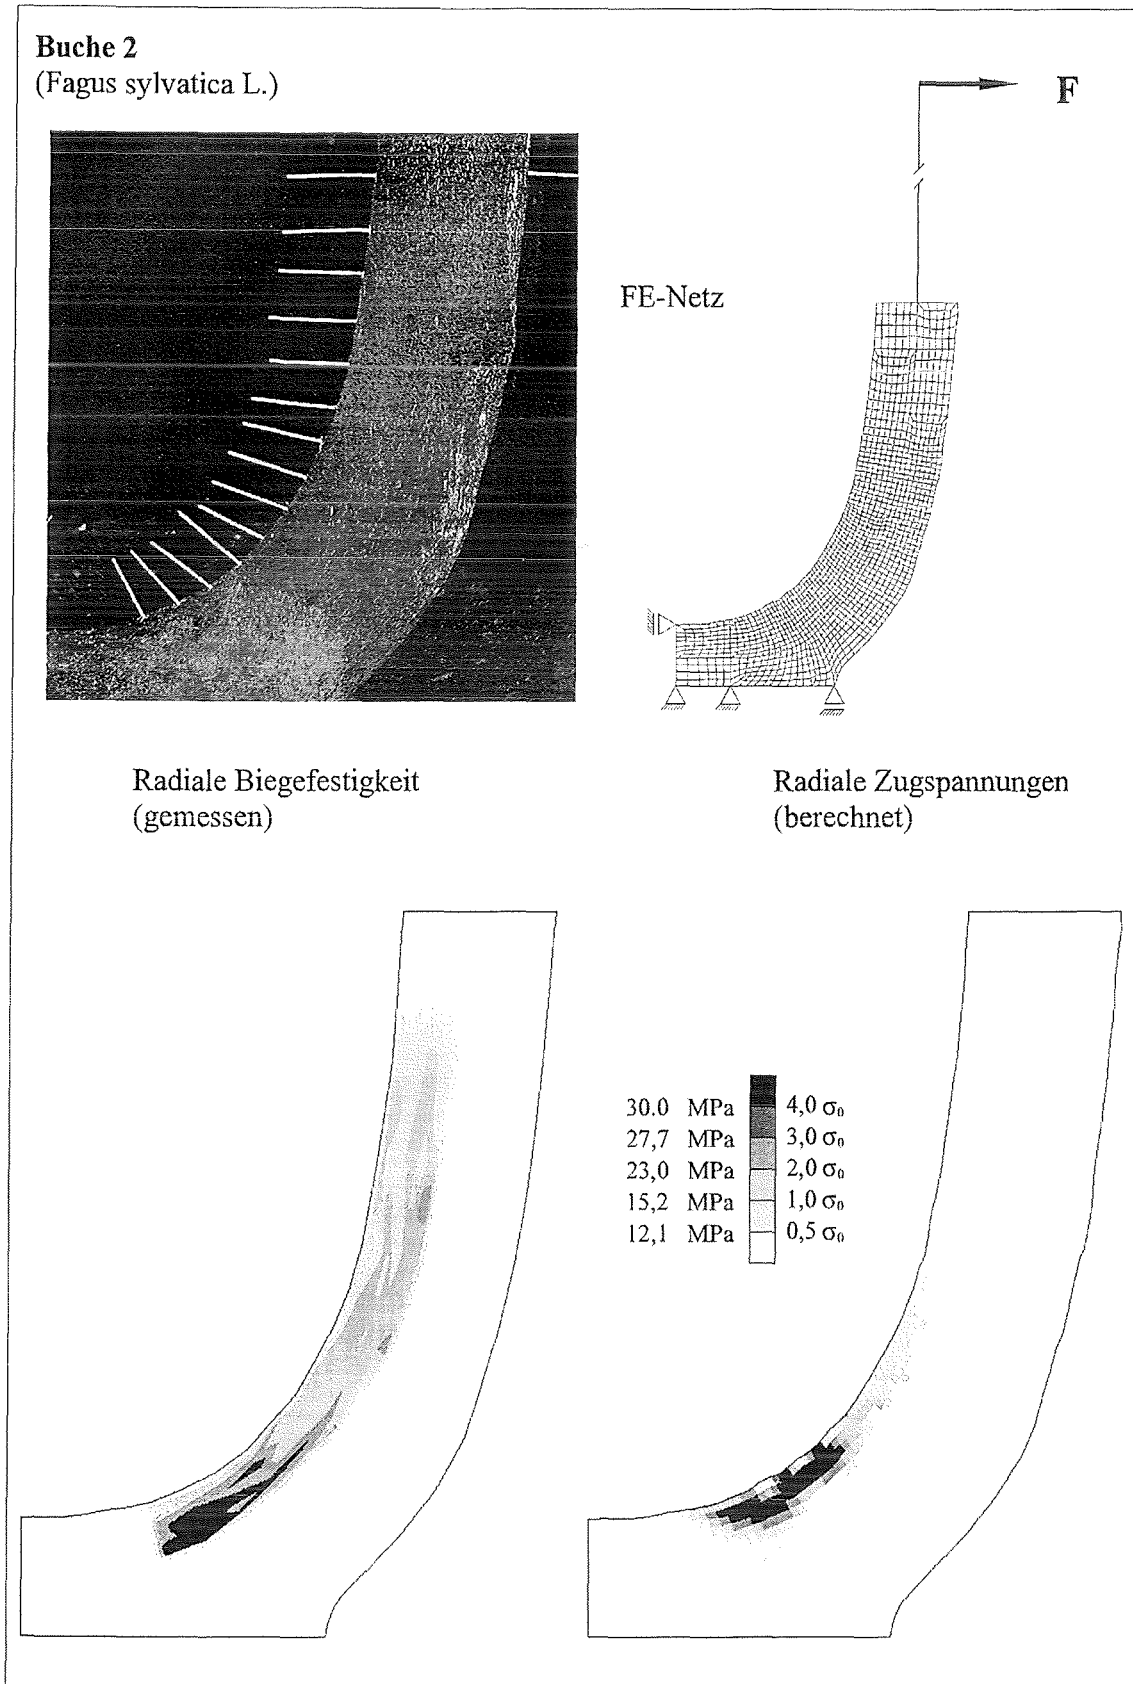 Buche 2
(Fagus sylvatica L.)
F
FE-Netz
Radiale Biegefestigkeit
(gemessen)
Radiale Zugspannungen
(berechnet)
30.0 MPa 4,0 σ₀
27,7 MPa 3,0 σ₀
23,0 MPa 2,0 σ₀
15,2 MPa 1,0 σ₀
12,1 MPa 0,5 σ₀